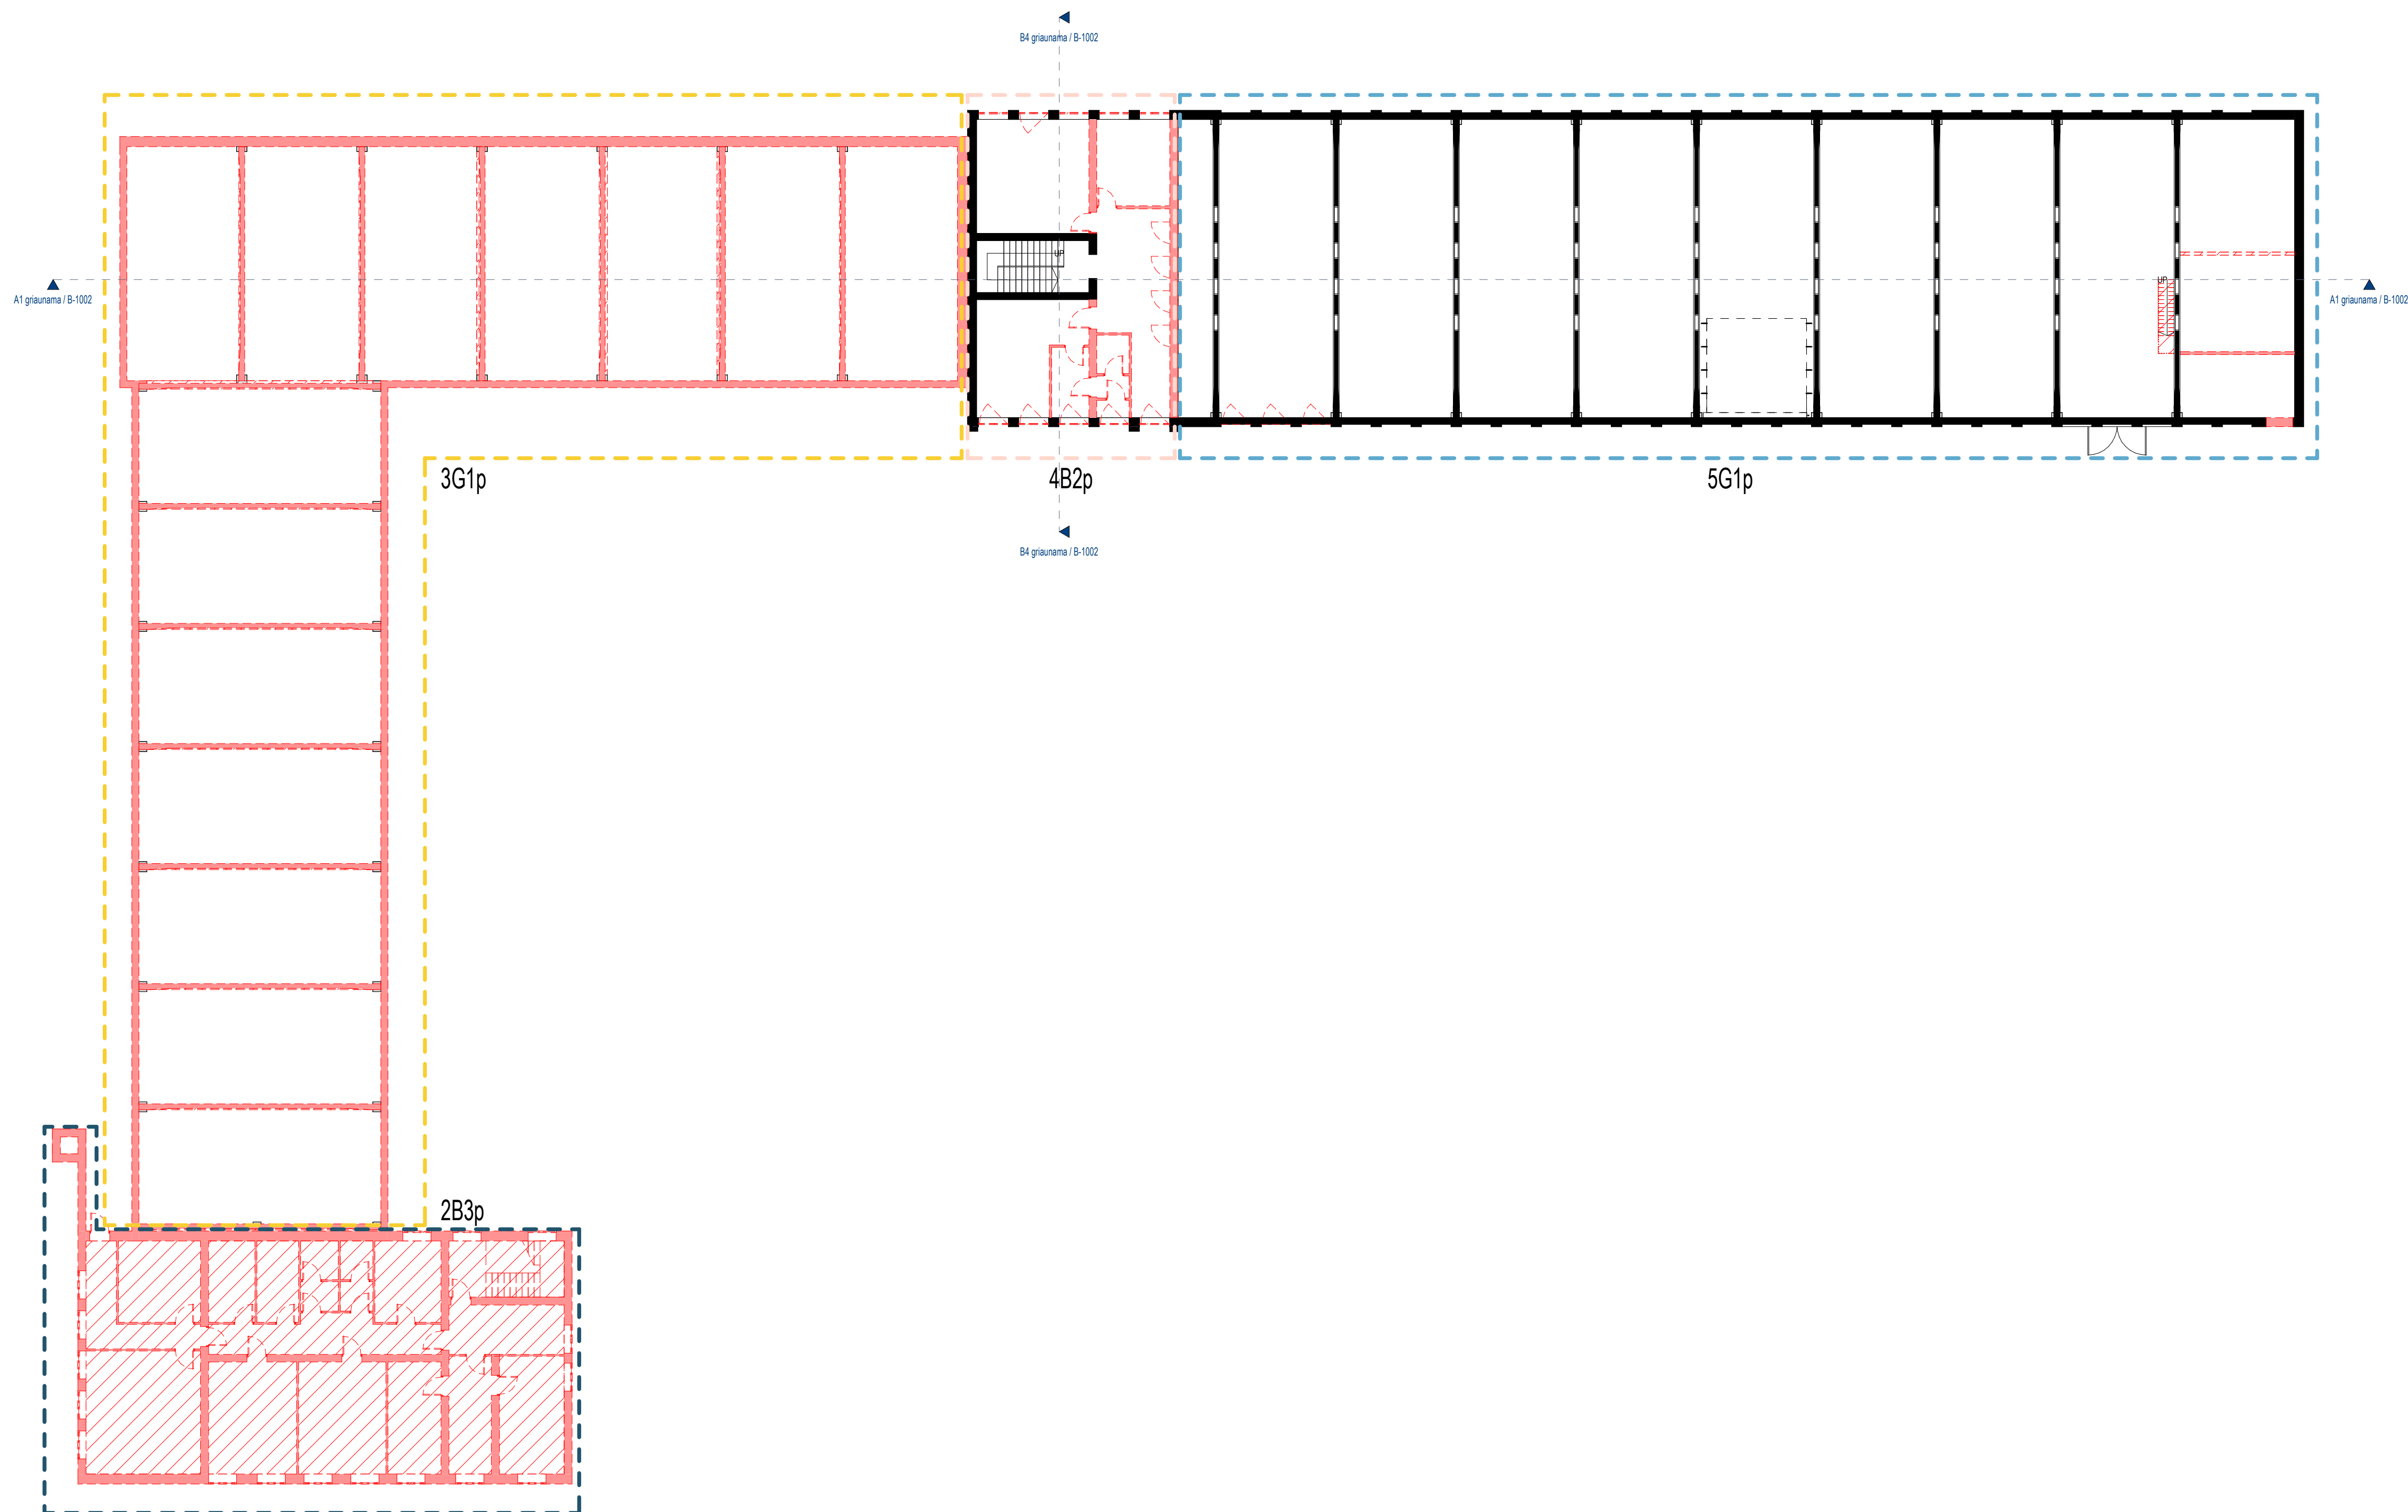 B4 griaunama / B-1002
UP
UP
A1 griaunama / B-1002
A1 griaunama / B-1002
3G1p
4B2p
5G1p
B4 griaunama / B-1002
2B3p